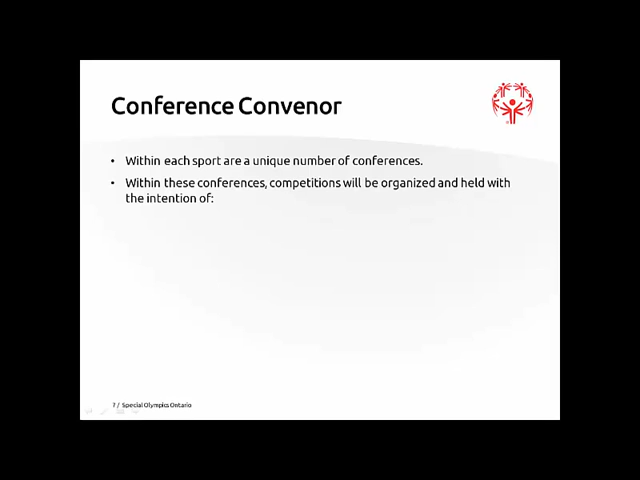 Conference Convenor
• Within each sport are a unique number of conferences.
• Within these conferences, competitions will be organized and held with
the intention of:
7 / Special Olympics Ontario